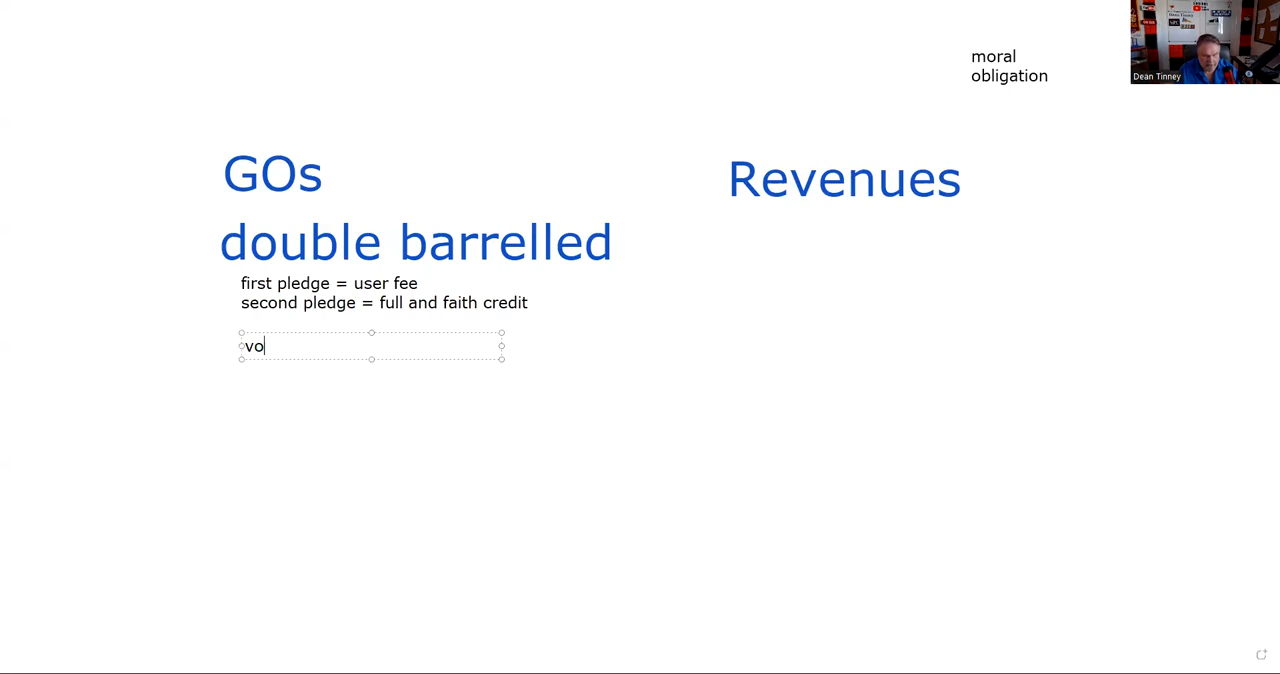 moral
obligation
Dean Tinney
GOs
Revenues
double barrelled
first pledge = user fee
second pledge = full and faith credit
vo